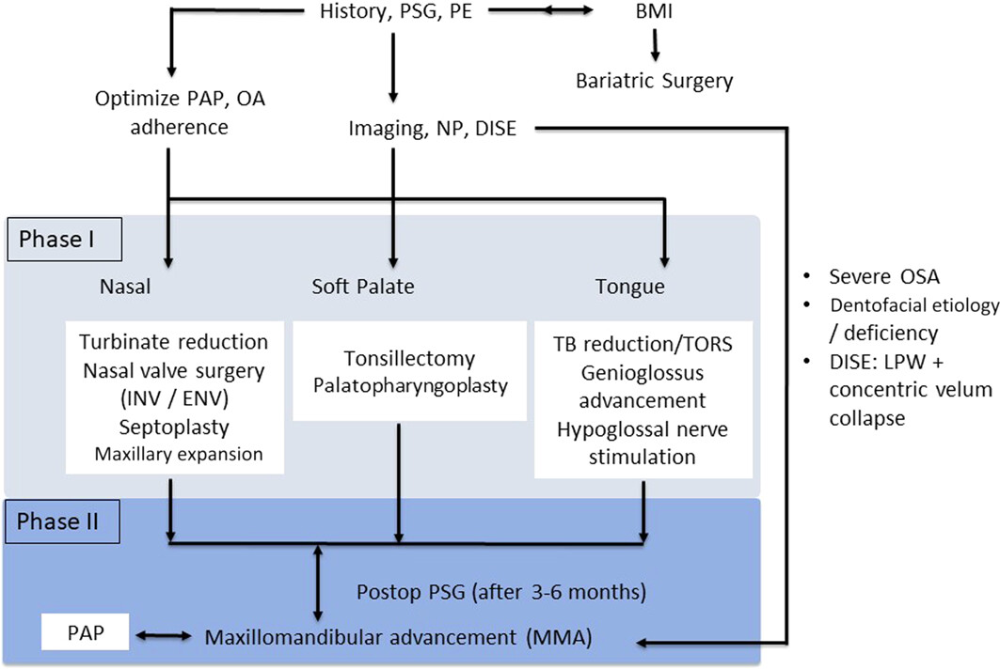 History, PSG, PE
BMI
Bariatric Surgery
Optimize PAP, OA
adherence
Imaging, NP, DISE
Phase I
Nasal
Soft Palate
Tongue
Turbinate reduction
Nasal valve surgery
(INV / ENV)
Septoplasty
Maxillary expansion
Tonsillectomy
Palatopharyngoplasty
TB reduction/TORS
Genioglossus
advancement
Hypoglossal nerve
stimulation
• Severe OSA
• Dentofacial etiology
/ deficiency
• DISE: LPW +
concentric velum
collapse
Phase II
Postop PSG (after 3-6 months)
PAP
Maxillomandibular advancement (MMA)